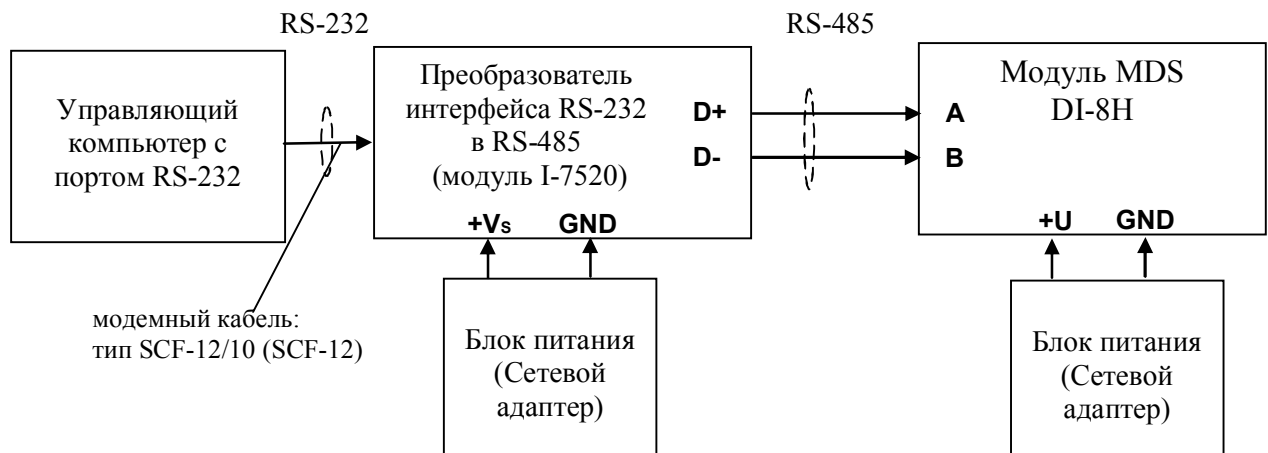 RS-232
RS-485
Управляющий
компьютер с
портом RS-232
Преобразователь
интерфейса RS-232
в RS-485
(модуль I-7520)
D+
D-
+Vs
GND
Модуль MDS
DI-8H
A
B
+U
GND
модемный кабель:
тип SCF-12/10 (SCF-12)
Блок питания
(Сетевой
адаптер)
Блок питания
(Сетевой
адаптер)